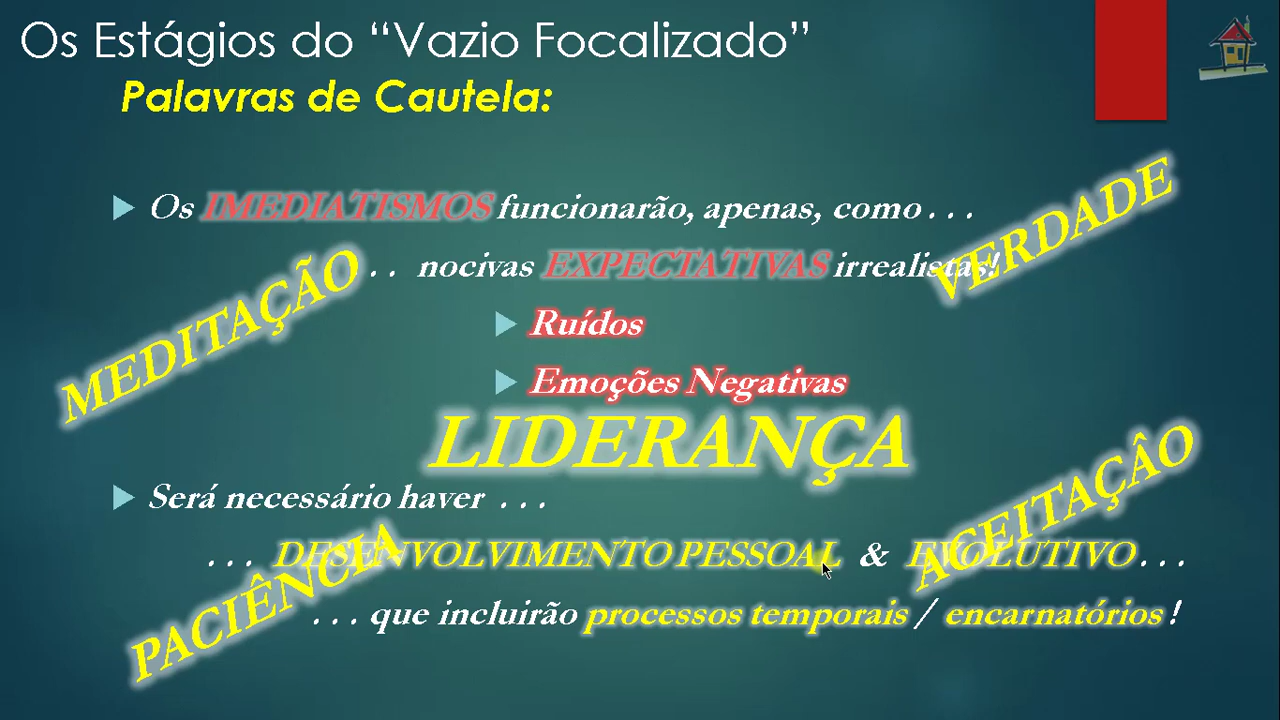 Os Estágios do “Vazio Focalizado”
Palavras de Cautela:
Os IMEDIATISMOS funcionarão, apenas, como . . .
. . nocivas EXPECTATIVAS irrealistas!
VERDADE
MEDITAÇÃO
Ruídos
Emoções Negativas
LIDERANÇA
Será necessário haver . . .
. . . DESENVOLVIMENTO PESSOAL & EVOLUTIVO . . .
ACEITAÇÃO
PACIÊNCIA
. . . que incluirão processos temporais / encarnatórios !